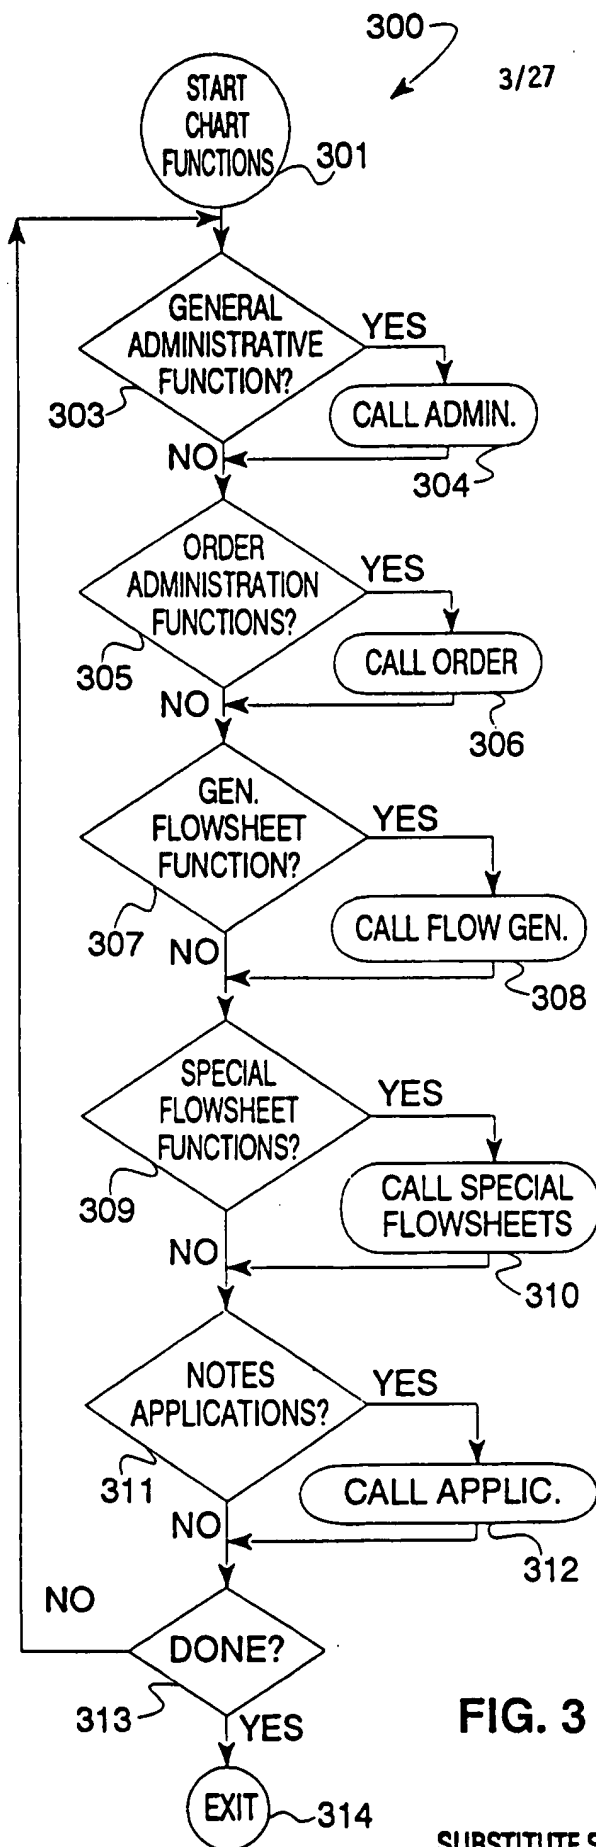 300
3/27
START
CHART
FUNCTIONS
301
GENERAL
ADMINISTRATIVE
FUNCTION?
YES
303
CALL ADMIN.
NO
304
ORDER
ADMINISTRATION
FUNCTIONS?
YES
305
CALL ORDER
NO
306
GEN.
FLOWSHEET
FUNCTION?
YES
307
CALL FLOW GEN.
NO
308
SPECIAL
FLOWSHEET
FUNCTIONS?
YES
309
CALL SPECIAL
FLOWSHEETS
NO
310
NOTES
APPLICATIONS?
YES
311
CALL APPLIC.
NO
312
NO
DONE?
313
YES
FIG. 3
EXIT
314
SUBSTITUTE S